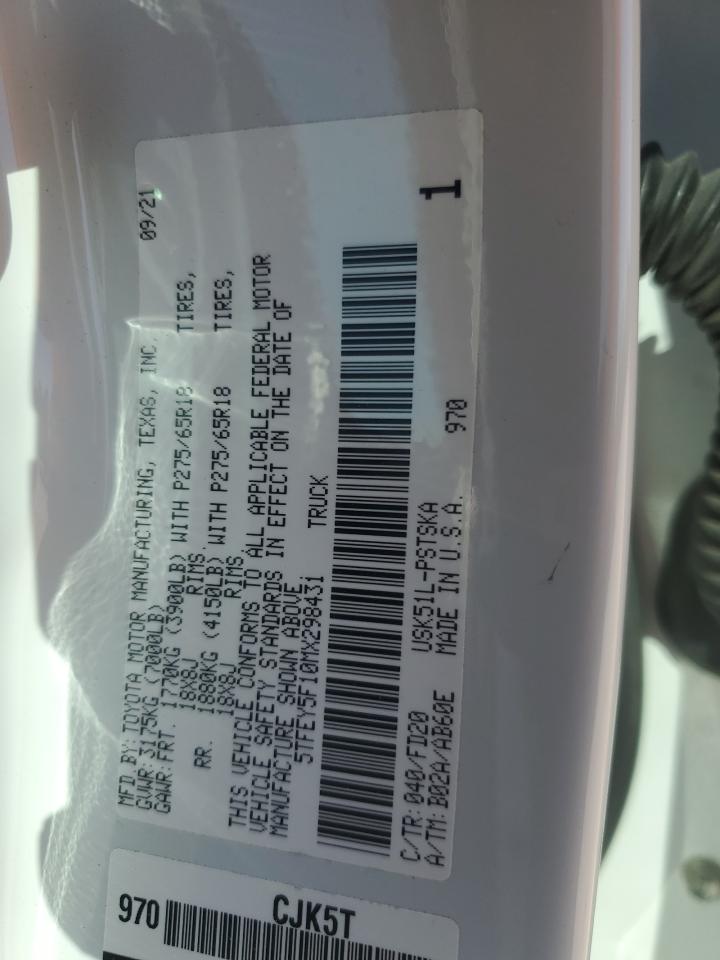 MFD BY: TOYOTA MOTOR MANUFACTURING, TEXAS, INC. 09/21
GVWR: 3175KG (7000LB)
GAWR: FRT. 1770KG (3900LB) WITH P275/65R18 TIRES,
18X8J RIMS,
RR. 1880KG (4150LB) WITH P275/65R18 TIRES,
18X8J RIMS,
THIS VEHICLE CONFORMS TO ALL APPLICABLE FEDERAL MOTOR
VEHICLE SAFETY STANDARDS IN EFFECT ON THE DATE OF
MANUFACTURE SHOWN ABOVE.
5TFEY5F10MX298431 TRUCK
C/TR: 040/FD20 USK51L-PSTSKA 970 1
A/TM: B02A/AB60E MADE IN U.S.A.
970 CJK5T